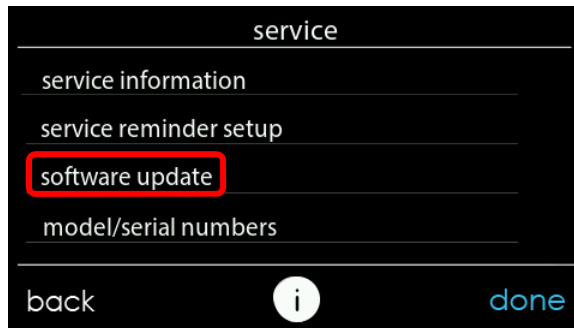 service
service information
service reminder setup
software update
model/serial numbers
back i done